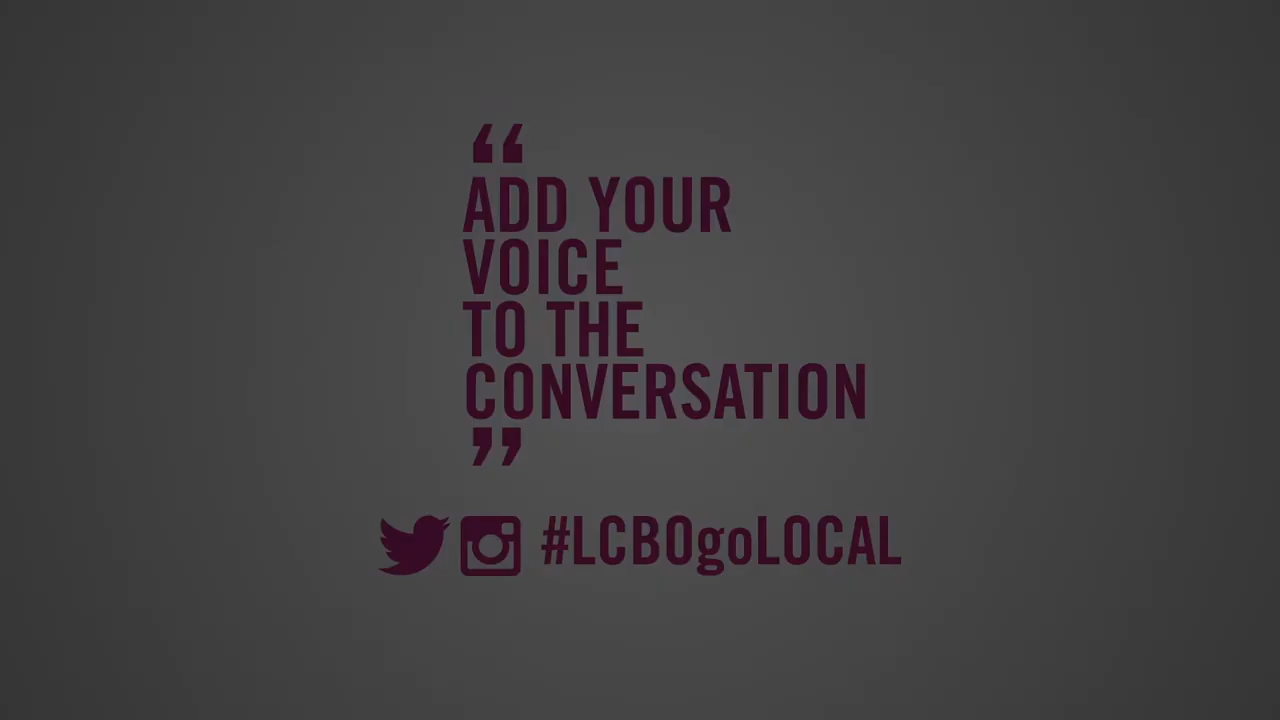 “
ADD YOUR
VOICE
TO THE
CONVERSATION
”
#LCBOgoLOCAL